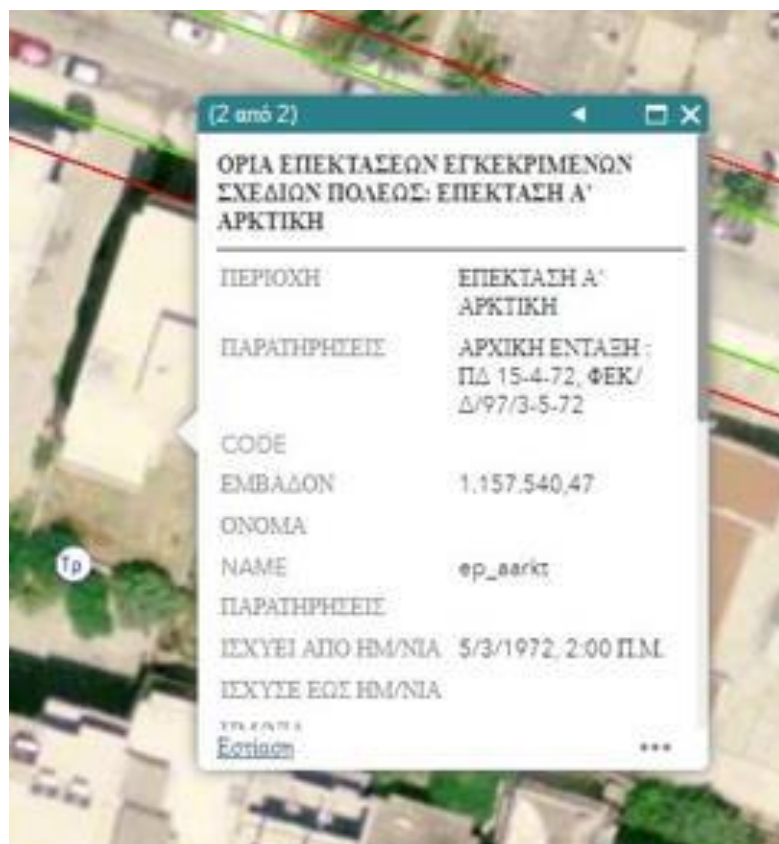 (2 από 2)
ΟΡΙΑ ΕΠΕΚΤΑΣΕΩΝ ΕΓΚΕΚΡΙΜΕΝΩΝ
ΣΧΕΔΙΩΝ ΠΟΛΕΩΣ: ΕΠΕΚΤΑΣΗ Α'
ΑΡΚΤΙΚΗ
ΠΕΡΙΟΧΗ ΕΠΕΚΤΑΣΗ Α'
ΑΡΚΤΙΚΗ
ΠΑΡΑΤΗΡΗΣΕΙΣ ΑΡΧΙΚΗ ΕΝΤΑΞΗ :
ΠΔ 15-4-72, ΦΕΚ/
Δ/97/3-5-72
CODE
ΕΜΒΑΔΟΝ 1.157.540,47
ΟΝΟΜΑ
NAME ep_aarkt
ΠΑΡΑΤΗΡΗΣΕΙΣ
ΙΣΧΥΕΙ ΑΠΟ ΗΜ/ΝΙΑ 5/3/1972, 2:00 Π.Μ.
ΙΣΧΥΣΕ ΕΩΣ ΗΜ/ΝΙΑ
Εστίαση
Τρ